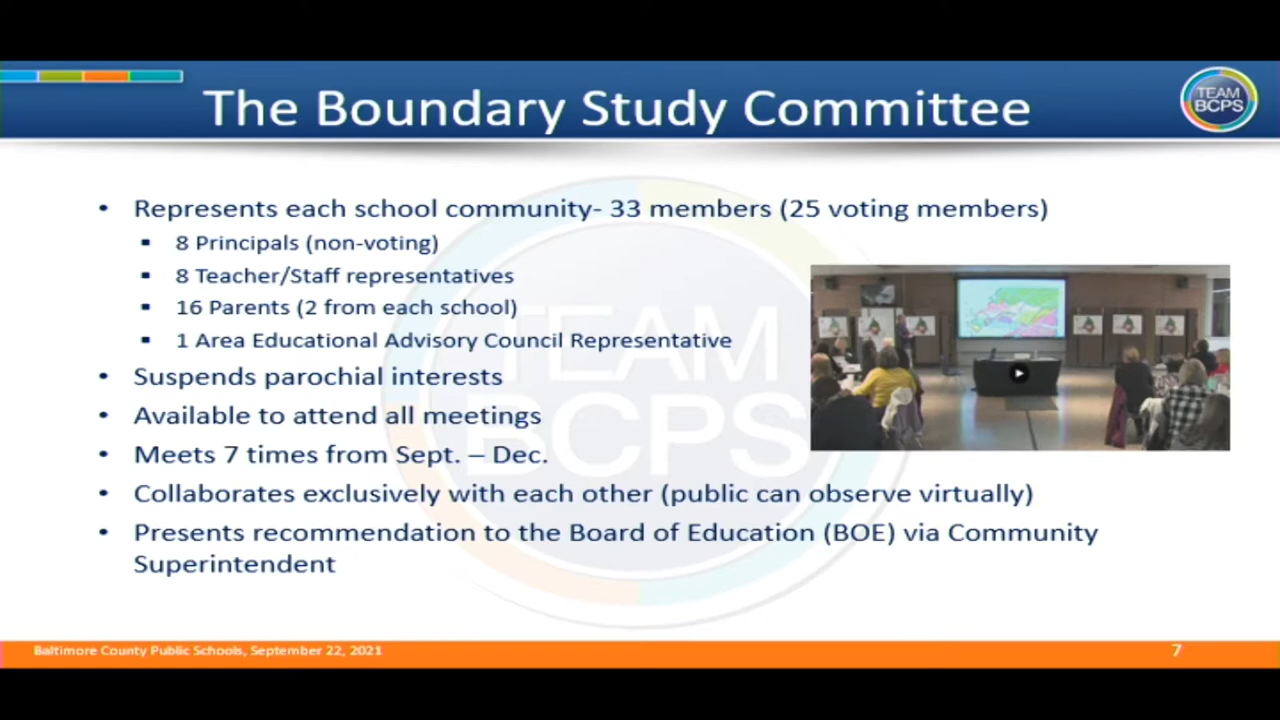 The Boundary Study Committee
TEAM
BCPS
• Represents each school community- 33 members (25 voting members)
▪ 8 Principals (non-voting)
▪ 8 Teacher/Staff representatives
▪ 16 Parents (2 from each school)
▪ 1 Area Educational Advisory Council Representative
• Suspends parochial interests
• Available to attend all meetings
• Meets 7 times from Sept. – Dec.
• Collaborates exclusively with each other (public can observe virtually)
• Presents recommendation to the Board of Education (BOE) via Community
Superintendent
TEAM
BCPS
Baltimore County Public Schools, September 22, 2021
7